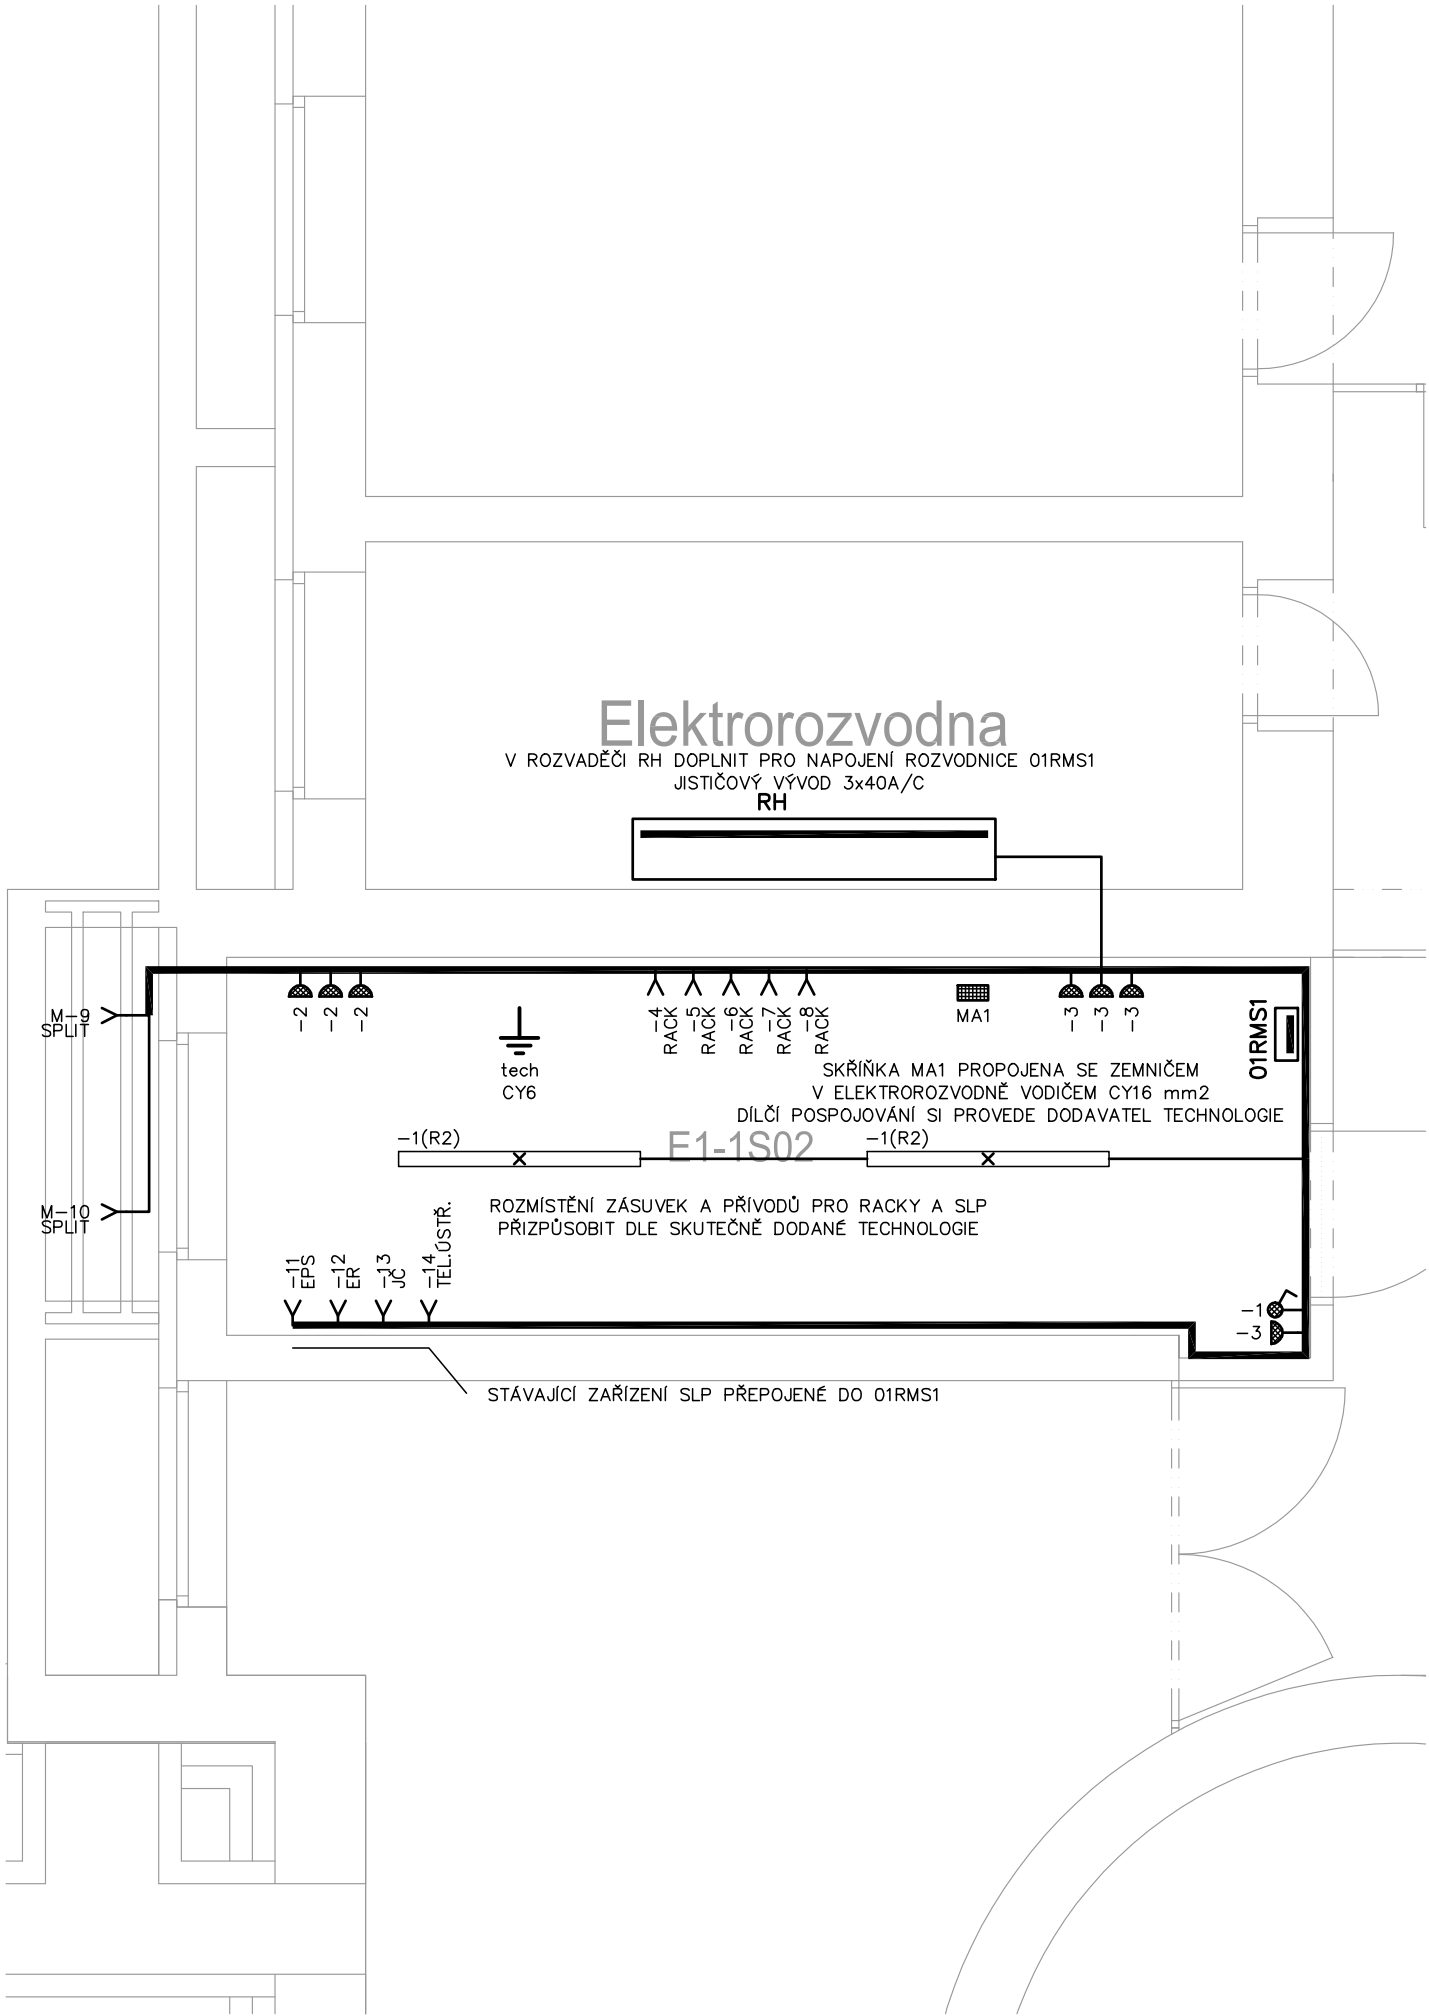 Elektrorozvodna
V ROZVADĚČI RH DOPLNIT PRO NAPOJENÍ ROZVODNICE 01RMS1
JISTIČOVÝ VÝVOD 3x40A/C
RH
M-9
SPLIT
-2
-2
-2
tech
CY6
-4
RACK
-5
RACK
-6
RACK
-7
RACK
-8
RACK
MA1
-3
-3
-3
01RMS1
SKŘÍŇKA MA1 PROPOJENA SE ZEMNIČEM
V ELEKTROROZVODNĚ VODIČEM CY16 mm2
DÍLČÍ POSPOJOVÁNÍ SI PROVEDE DODAVATEL TECHNOLOGIE
-1(R2)
E1-1S02
-1(R2)
M-10
SPLIT
ROZMÍSTĚNÍ ZÁSUVEK A PŘÍVODŮ PRO RACKY A SLP
PŘIZPŮSOBIT DLE SKUTEČNĚ DODANÉ TECHNOLOGIE
-11
EPS
-12
ER
-13
JČ
-14
TEL.ÚSTŘ.
-1
-3
STÁVAJÍCÍ ZAŘÍZENÍ SLP PŘEPOJENÉ DO 01RMS1